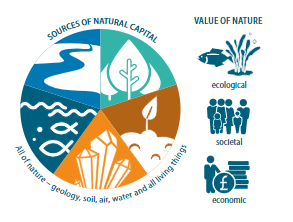 SOURCES OF NATURAL CAPITAL
All of nature – geology, soil, air, water and all living things
VALUE OF NATURE
ecological
societal
£
economic